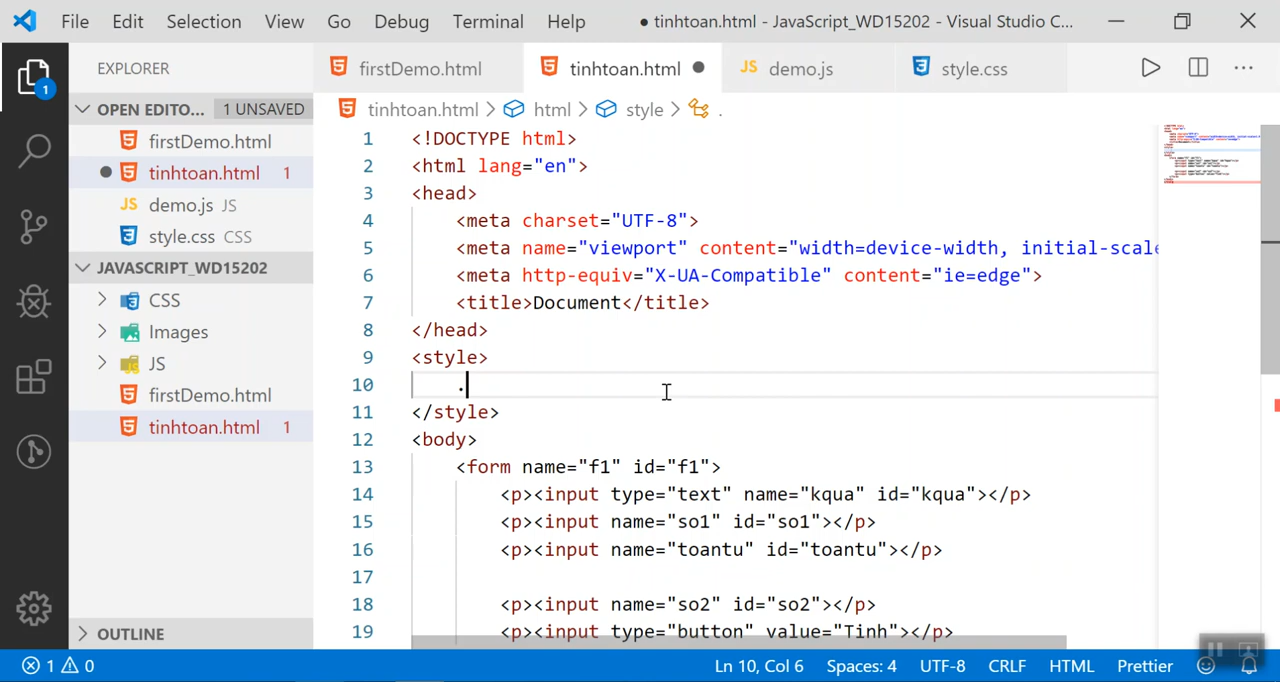 File Edit Selection View Go Debug Terminal Help ● tinhtoan.html - JavaScript_WD15202 - Visual Studio C...
EXPLORER
OPEN EDITO... 1 UNSAVED
firstDemo.html
tinhtoan.html 1
JS demo.js JS
style.css CSS
JAVASCRIPT_WD15202
CSS
Images
JS
firstDemo.html
tinhtoan.html 1
OUTLINE
firstDemo.html tinhtoan.html ● JS demo.js style.css ...
tinhtoan.html > html > style > .
1 <!DOCTYPE html>
2 <html lang="en">
3 <head>
4 <meta charset="UTF-8">
5 <meta name="viewport" content="width=device-width, initial-scale
6 <meta http-equiv="X-UA-Compatible" content="ie=edge">
7 <title>Document</title>
8 </head>
9 <style>
10 .
11 </style>
12 <body>
13 <form name="f1" id="f1">
14 <p><input type="text" name="kqua" id="kqua"></p>
15 <p><input name="so1" id="so1"></p>
16 <p><input name="toantu" id="toantu"></p>
17
18 <p><input name="so2" id="so2"></p>
19 <p><input type="button" value="Tinh"></p>
1 0 Ln 10, Col 6 Spaces: 4 UTF-8 CRLF HTML Prettier